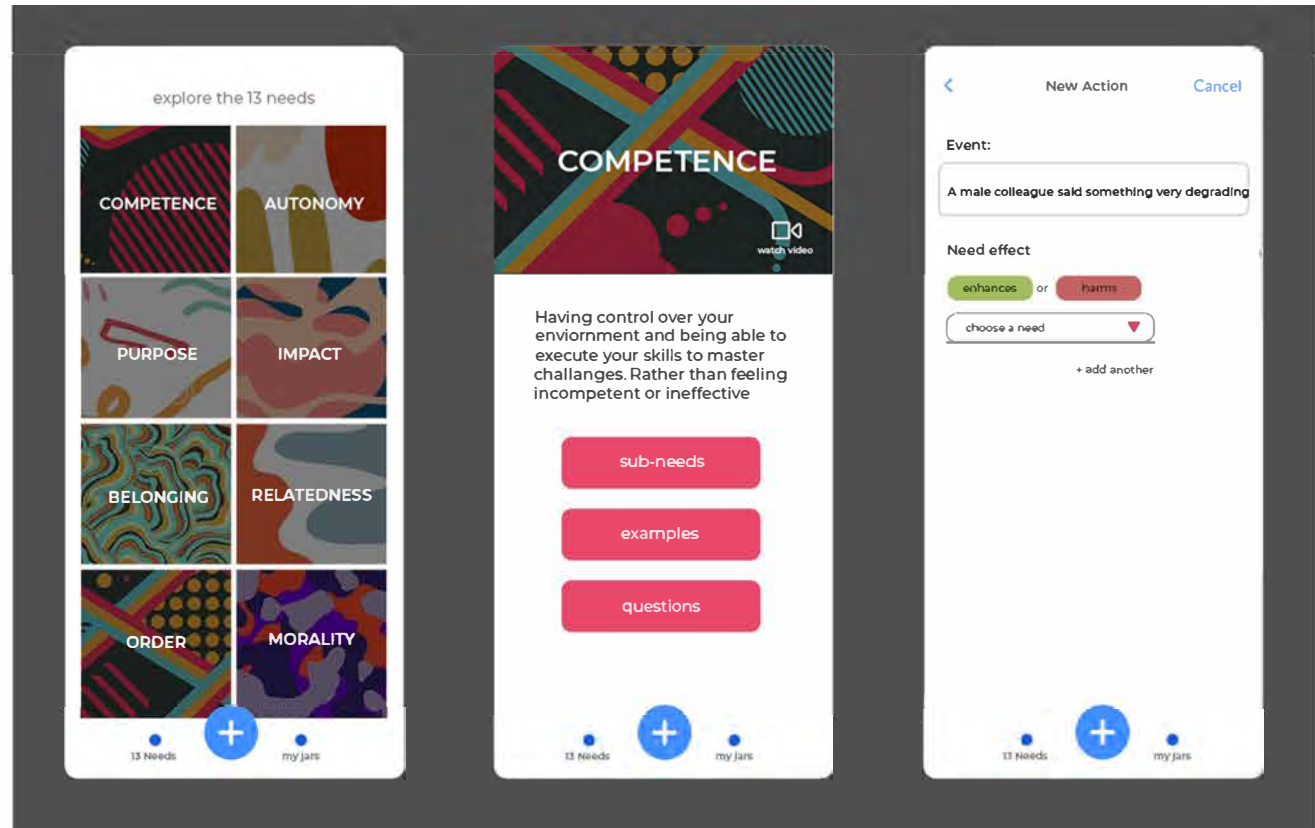 explore the 13 needs
COMPETENCE
AUTONOMY
PURPOSE
IMPACT
BELONGING
RELATEDNESS
ORDER
MORALITY
13 Needs
my jars
COMPETENCE
watch video
Having control over your
enviornment and being able to
execute your skills to master
challanges. Rather than feeling
incompetent or ineffective
sub-needs
examples
questions
13 Needs
my jars
New Action
Cancel
Event:
A male colleague said something very degrading
Need effect
enhances or harms
choose a need
+ add another
13 Needs
my jars